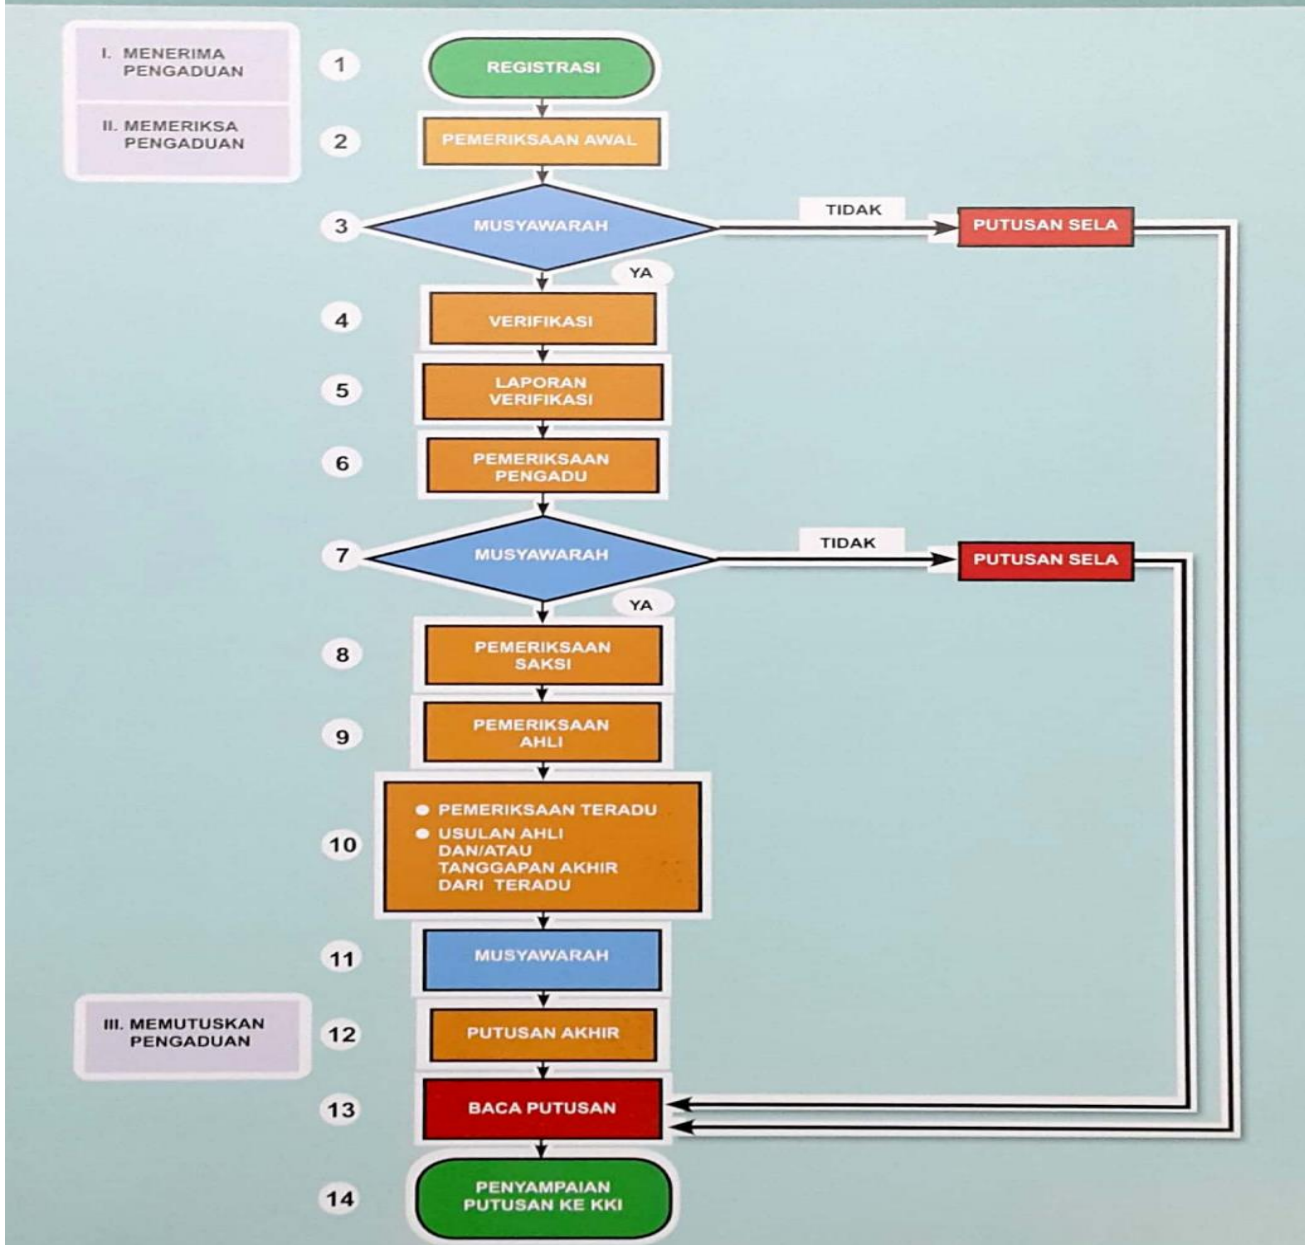 I. MENERIMA
PENGADUAN
1
REGISTRASI
II. MEMERIKSA
PENGADUAN
2
PEMERIKSAAN AWAL
3
MUSYAWARAH
TIDAK
PUTUSAN SELA
YA
4
VERIFIKASI
5
LAPORAN
VERIFIKASI
6
PEMERIKSAAN
PENGADU
7
MUSYAWARAH
TIDAK
PUTUSAN SELA
YA
8
PEMERIKSAAN
SAKSI
9
PEMERIKSAAN
AHLI
10
● PEMERIKSAAN TERADU
● USULAN AHLI
DAN/ATAU
TANGGAPAN AKHIR
DARI TERADU
11
MUSYAWARAH
III. MEMUTUSKAN
PENGADUAN
12
PUTUSAN AKHIR
13
BACA PUTUSAN
14
PENYAMPAIAN
PUTUSAN KE KKI